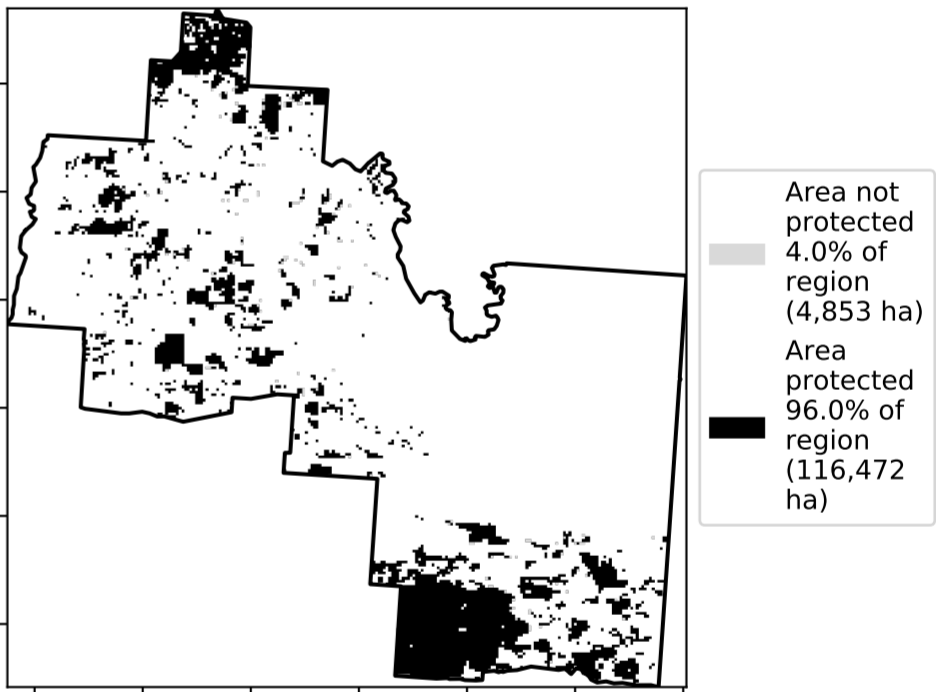 Area not
protected
4.0% of
region
(4,853 ha)
Area
protected
96.0% of
region
(116,472
ha)